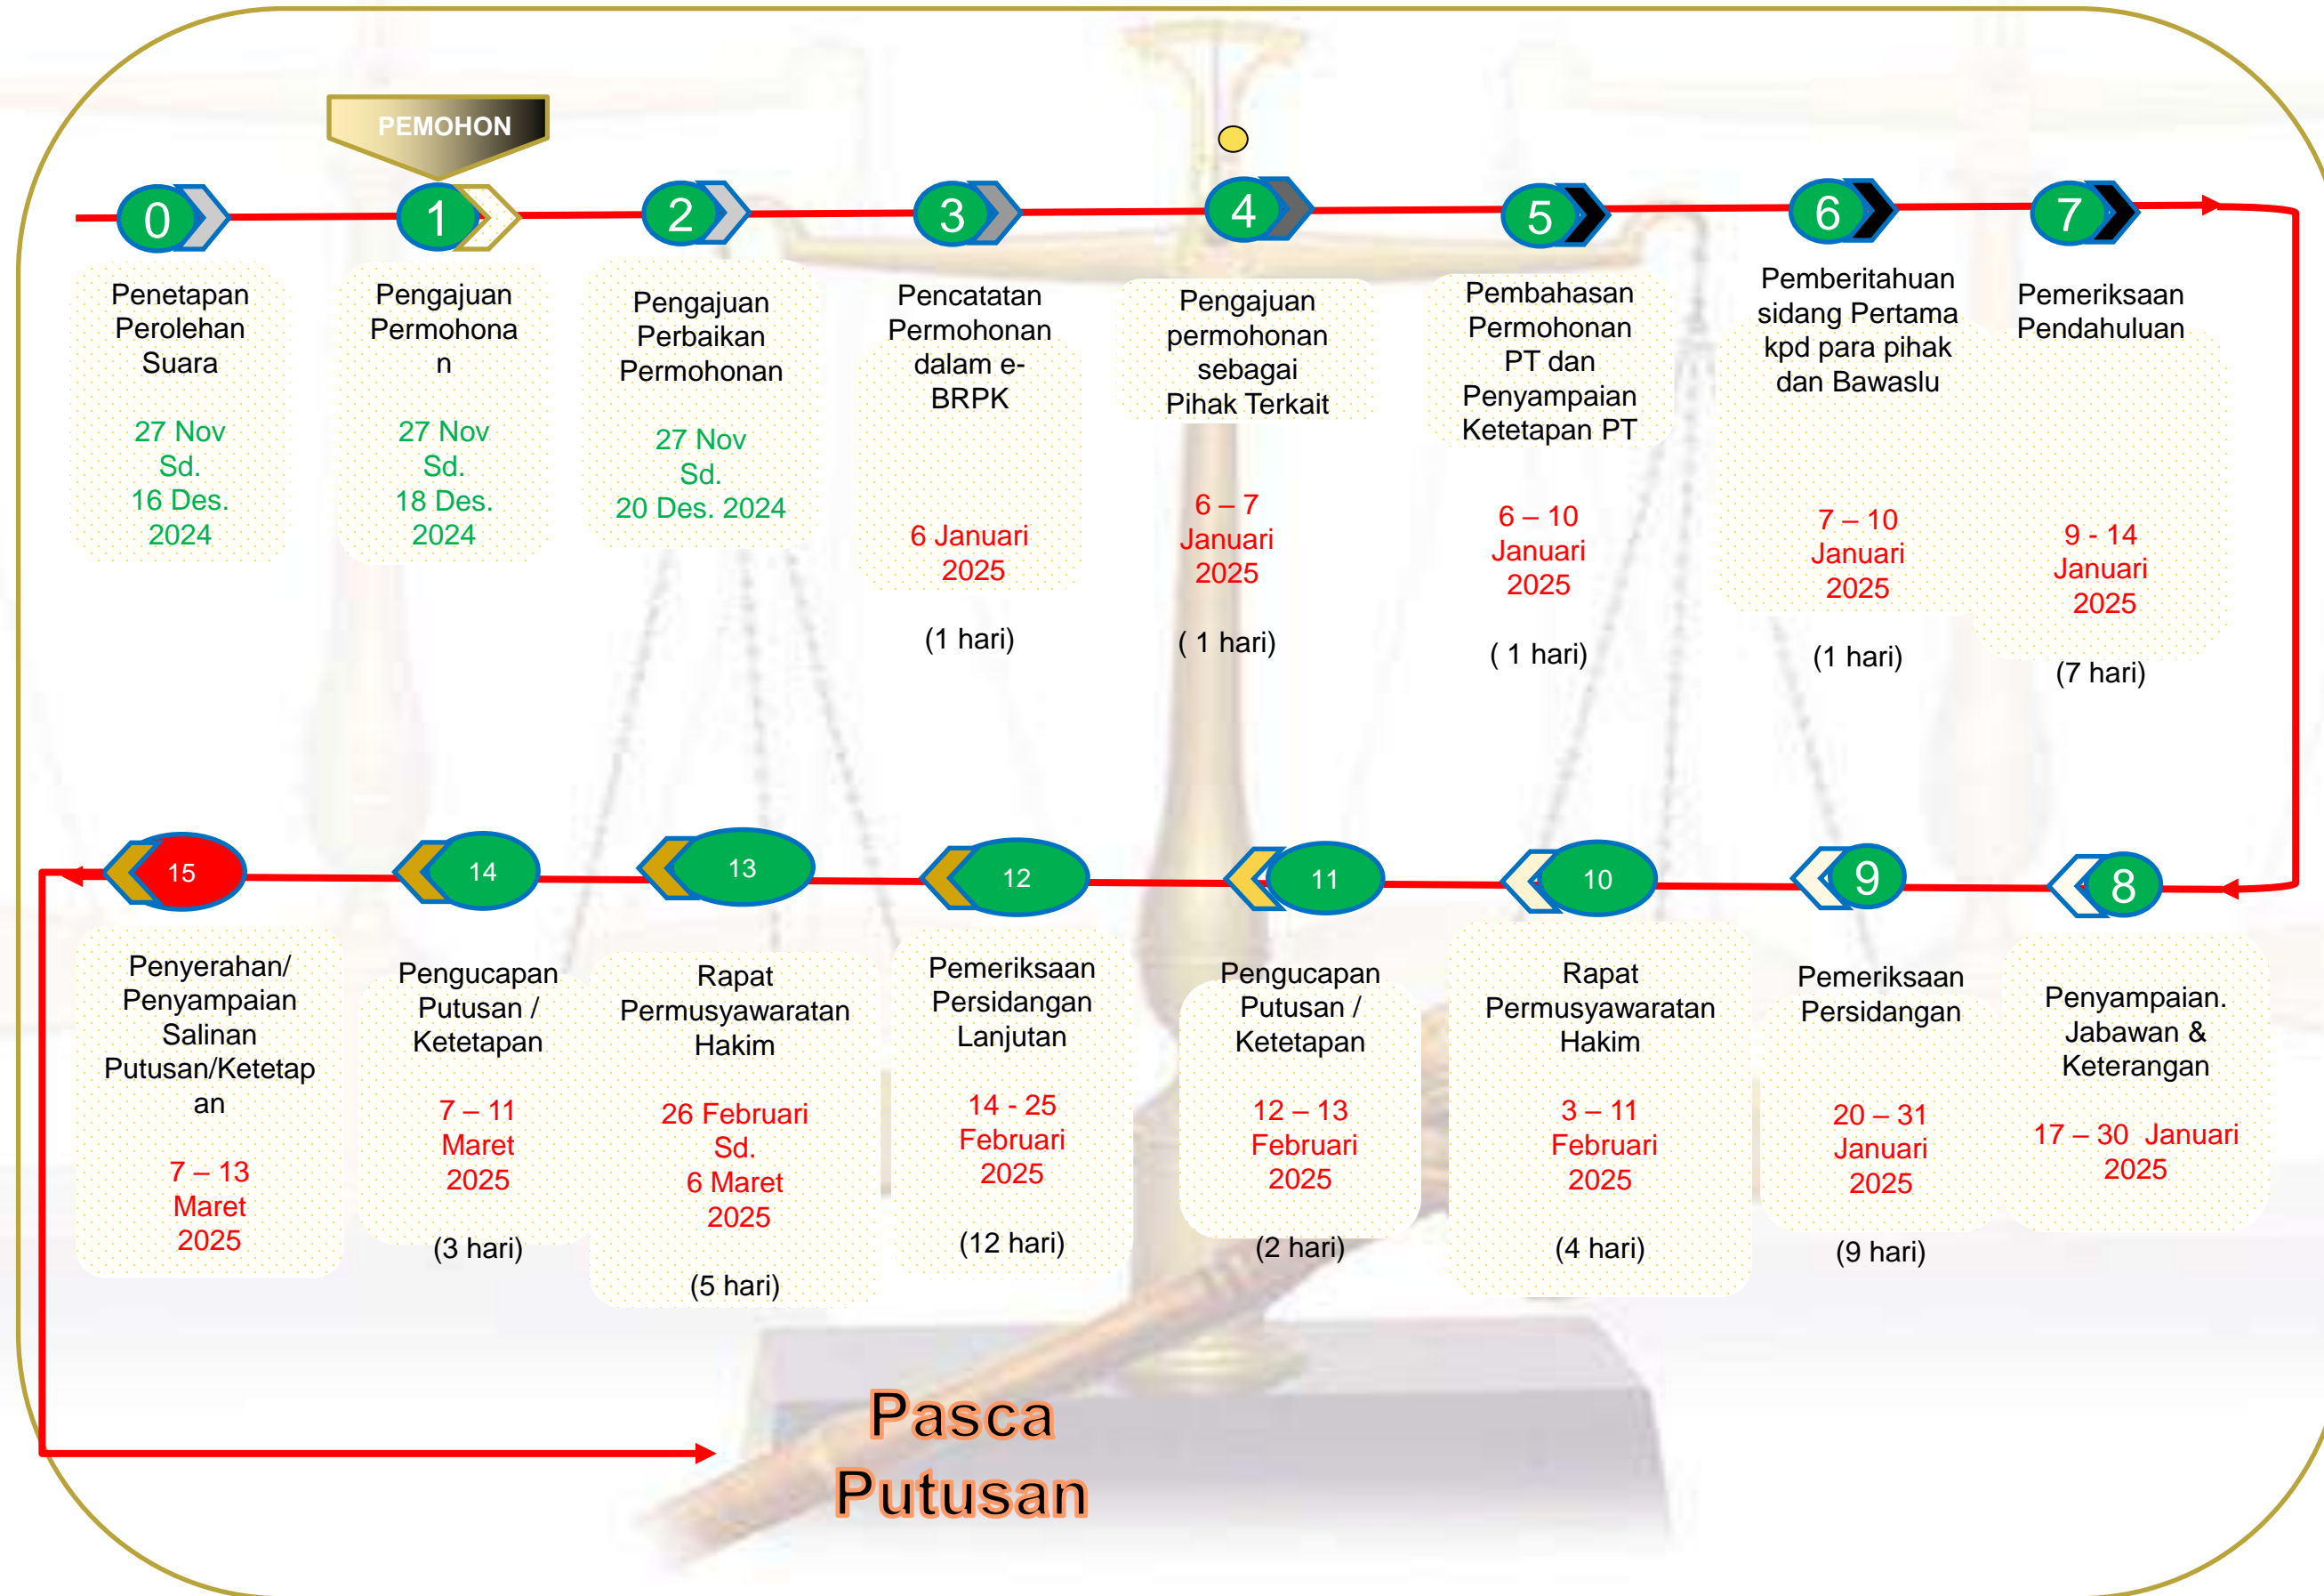 PEMOHON
0
Penetapan
Perolehan
Suara
27 Nov
Sd.
16 Des.
2024
1
Pengajuan
Permohona
n
27 Nov
Sd.
18 Des.
2024
2
Pengajuan
Perbaikan
Permohonan
27 Nov
Sd.
20 Des. 2024
3
Pencatatan
Permohonan
dalam e-
BRPK
6 Januari
2025
(1 hari)
4
Pengajuan
permohonan
sebagai
Pihak Terkait
6 – 7
Januari
2025
( 1 hari)
5
Pembahasan
Permohonan
PT dan
Penyampaian
Ketetapan PT
6 – 10
Januari
2025
( 1 hari)
6
Pemberitahuan
sidang Pertama
kpd para pihak
dan Bawaslu
7 – 10
Januari
2025
(1 hari)
7
Pemeriksaan
Pendahuluan
9 - 14
Januari
2025
(7 hari)
8
Penyampaian.
Jabawan &
Keterangan
17 – 30 Januari
2025
9
Pemeriksaan
Persidangan
20 – 31
Januari
2025
(9 hari)
10
Rapat
Permusyawaratan
Hakim
3 – 11
Februari
2025
(4 hari)
11
Pengucapan
Putusan /
Ketetapan
12 – 13
Februari
2025
(2 hari)
12
Pemeriksaan
Persidangan
Lanjutan
14 - 25
Februari
2025
(12 hari)
13
Rapat
Permusyawaratan
Hakim
26 Februari
Sd.
6 Maret
2025
(5 hari)
14
Pengucapan
Putusan /
Ketetapan
7 – 11
Maret
2025
(3 hari)
15
Penyerahan/
Penyampaian
Salinan
Putusan/Ketetap
an
7 – 13
Maret
2025
Pasca
Putusan